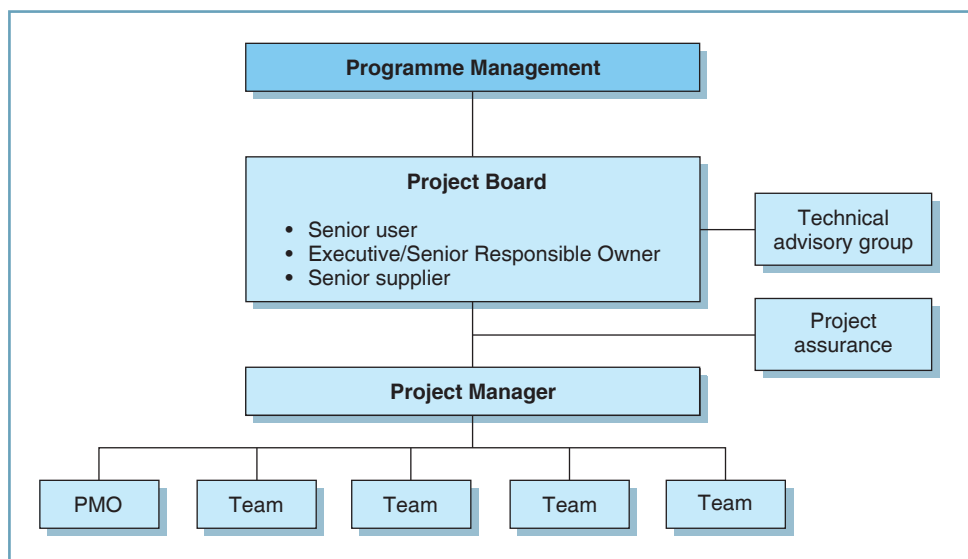 Programme Management
Project Board
• Senior user
• Executive/Senior Responsible Owner
• Senior supplier
Technical
advisory group
Project
assurance
Project Manager
PMO
Team
Team
Team
Team